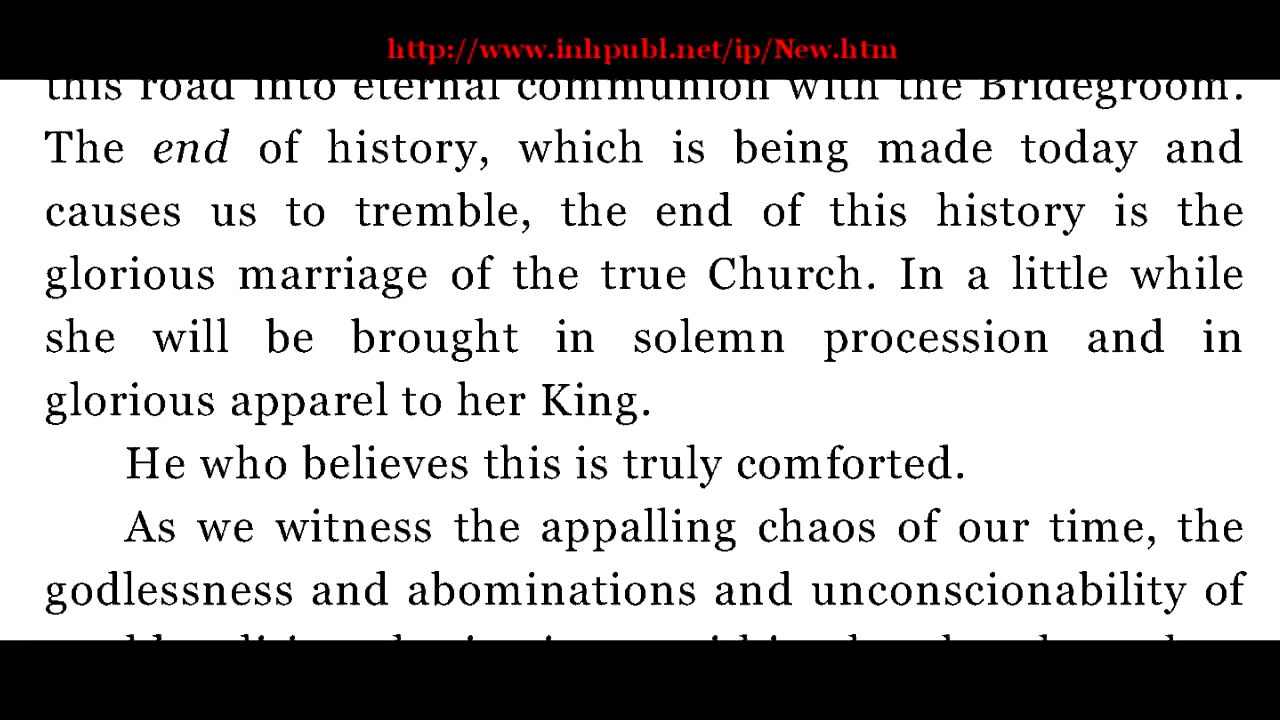 http://www.inhpubl.net/ip/New.htm
this road into eternal communion with the Bridegroom.
The end of history, which is being made today and
causes us to tremble, the end of this history is the
glorious marriage of the true Church. In a little while
she will be brought in solemn procession and in
glorious apparel to her King.
He who believes this is truly comforted.
As we witness the appalling chaos of our time, the
godlessness and abominations and unconscionability of